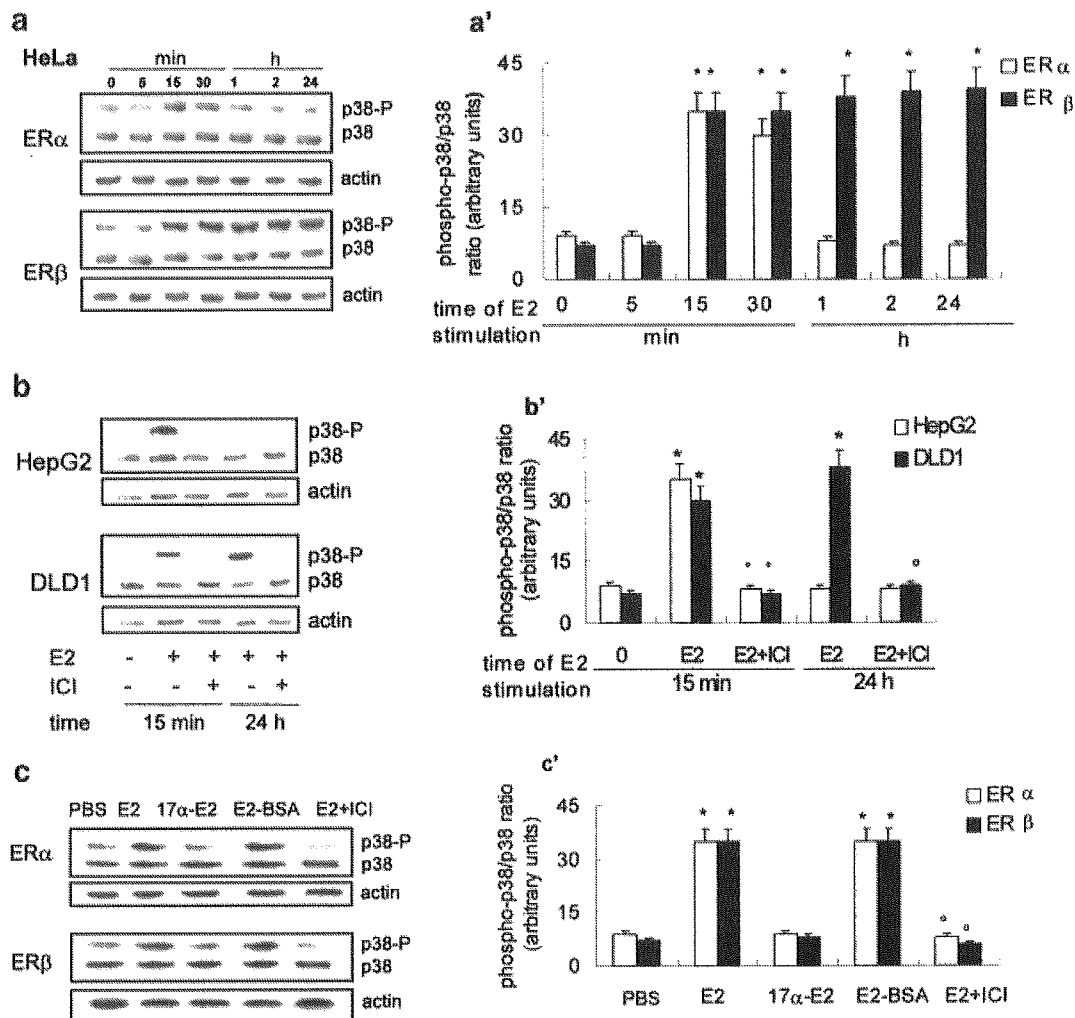 a
HeLa min h
0 5 15 30 1 2 24
ERα p38-P
p38
actin
ERβ p38-P
p38
actin
a'
ER α
ER β
phospho-p38/p38
ratio (arbitrary units)
45
30
15
0
* * * * * * *
time of E2 0 5 15 30 1 2 24
stimulation min h
b
HepG2 p38-P
p38
actin
DLD1 p38-P
p38
actin
E2 - + + + +
ICI - - + - +
time 15 min 24 h
b'
HepG2
DLD1
phospho-p38/p38 ratio
(arbitrary units)
45
30
15
0
* * ° ° * °
time of E2 0 E2 E2+ICI E2 E2+ICI
stimulation 15 min 24 h
c
PBS E2 17α-E2 E2-BSA E2+ICI
ERα p38-P
p38
actin
ERβ p38-P
p38
actin
c'
ER α
ER β
phospho-p38/p38 ratio
(arbitrary units)
45
30
15
0
* * * * ° °
PBS E2 17α-E2 E2-BSA E2+ICI